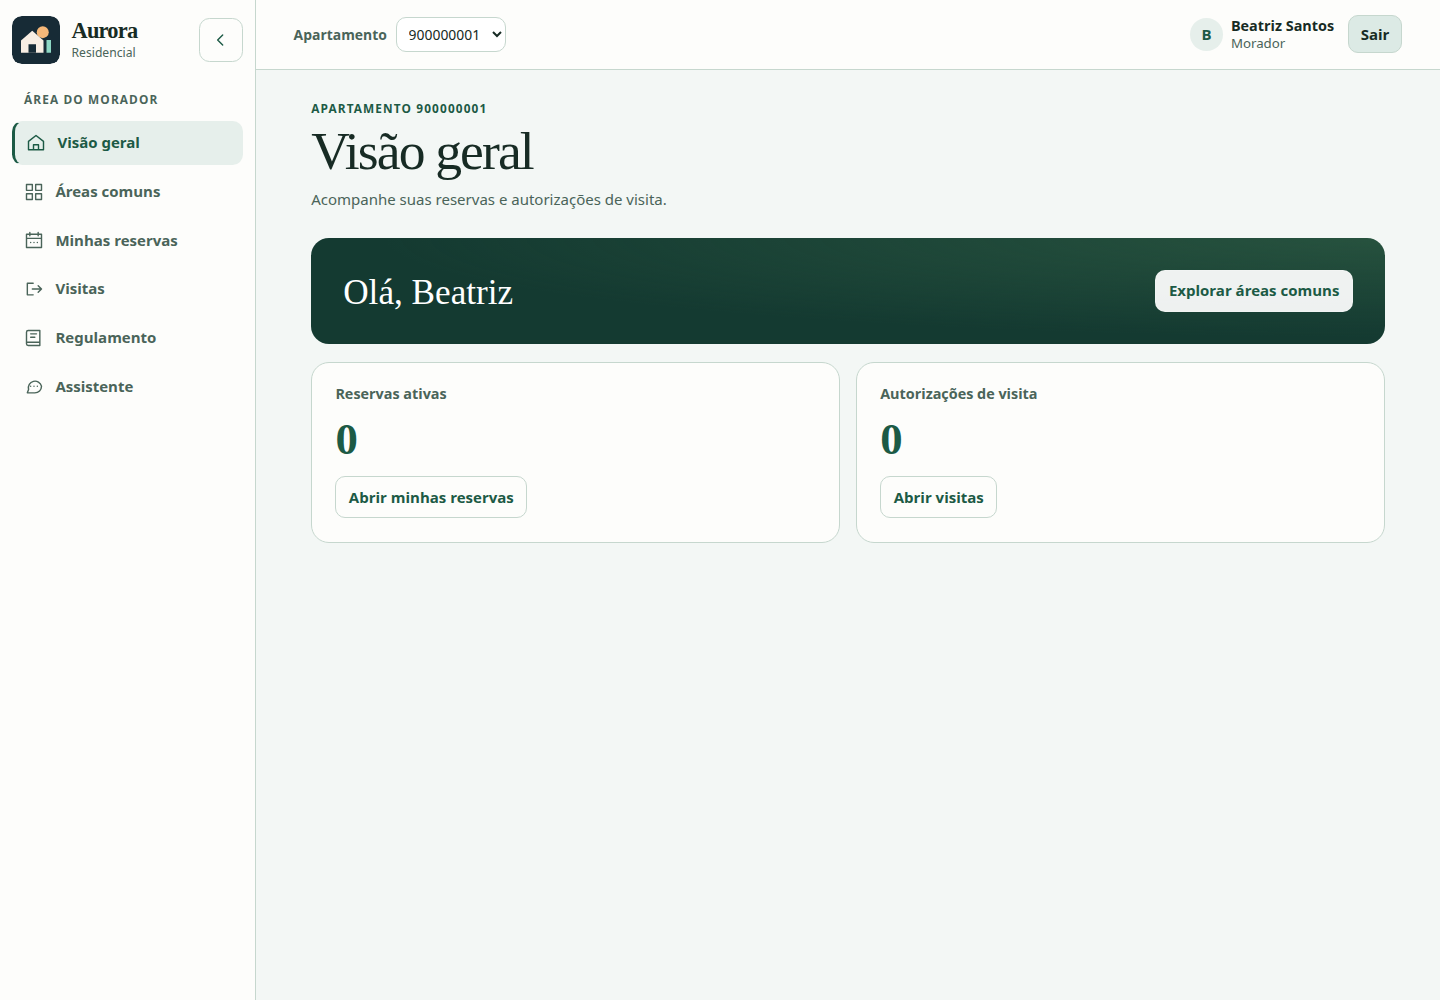 Aurora
Residencial
ÁREA DO MORADOR
Visão geral
Áreas comuns
Minhas reservas
Visitas
Regulamento
Assistente
Apartamento 900000001
B
Beatriz Santos
Morador
Sair
APARTAMENTO 900000001
Visão geral
Acompanhe suas reservas e autorizações de visita.
Olá, Beatriz
Explorar áreas comuns
Reservas ativas
0
Abrir minhas reservas
Autorizações de visita
0
Abrir visitas